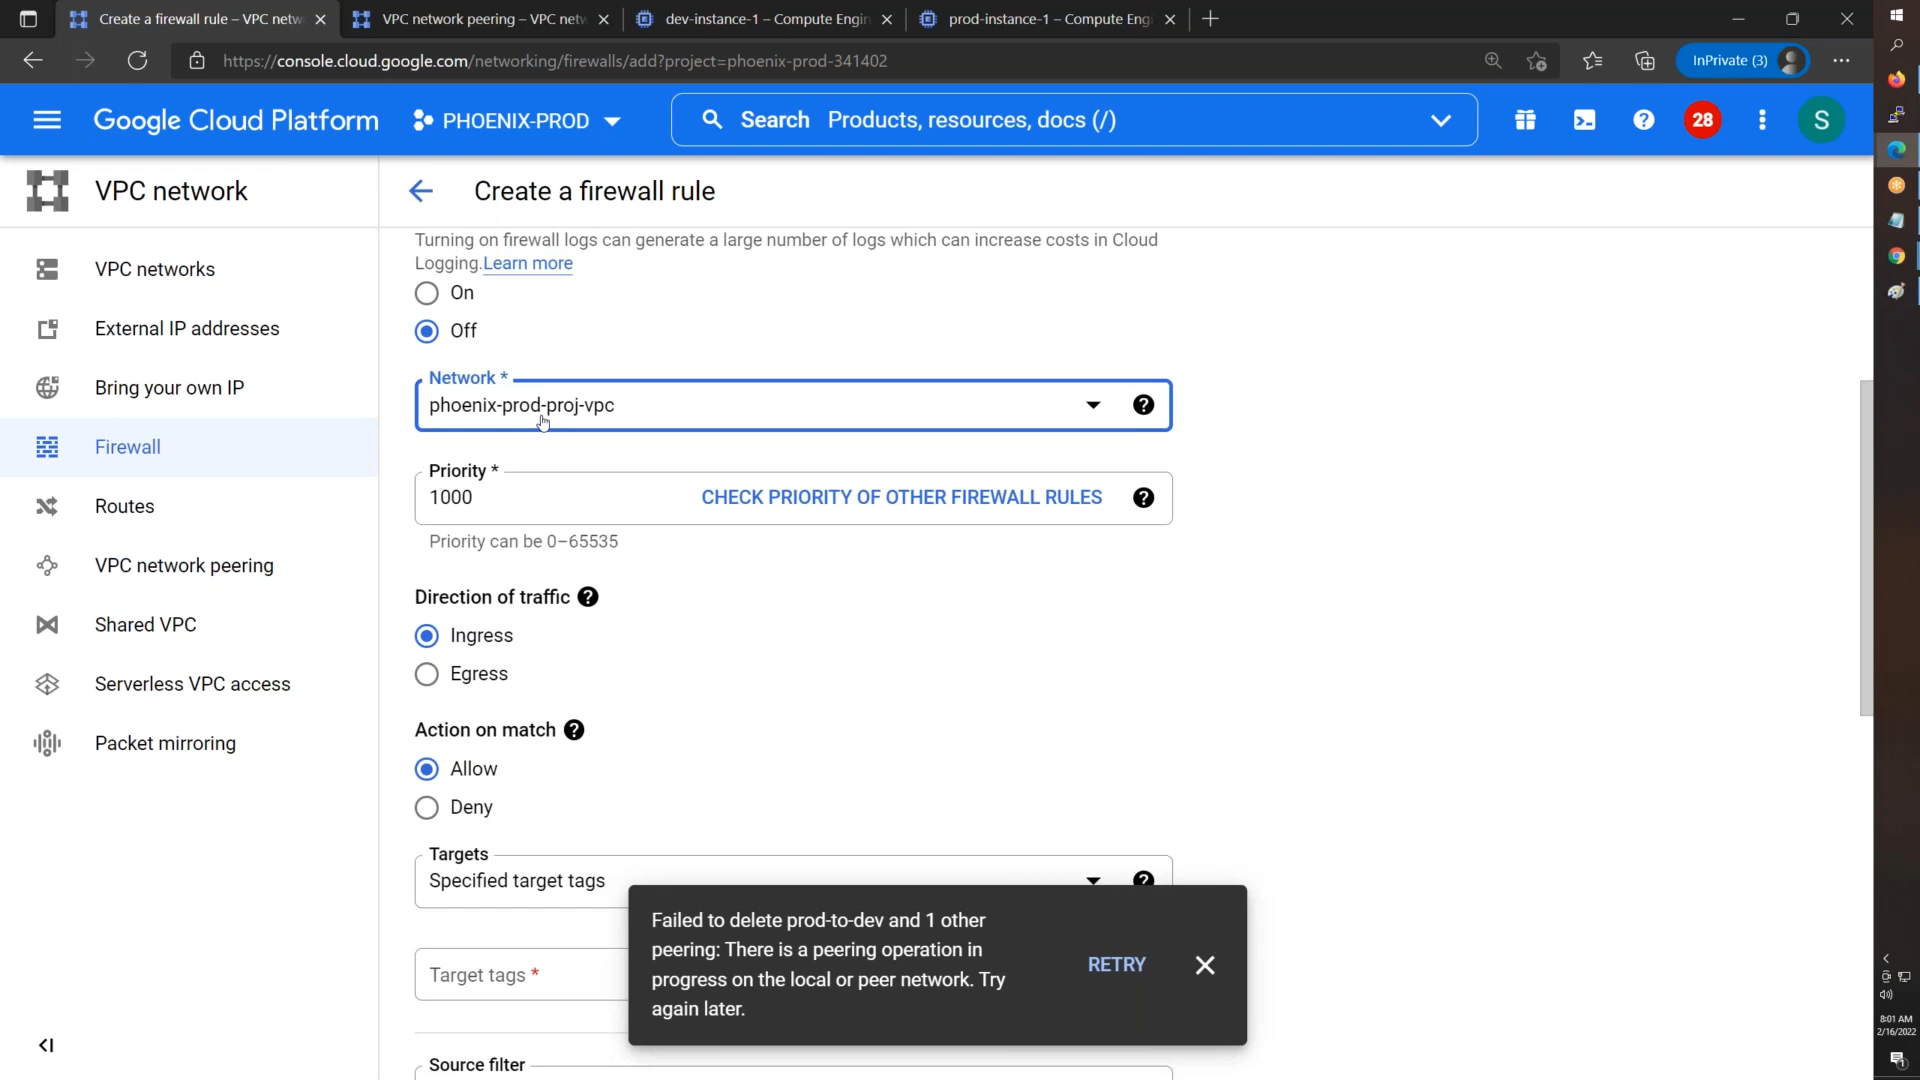 Create a firewall rule – VPC netw
VPC network peering – VPC netw
dev-instance-1 – Compute Engin
prod-instance-1 – Compute Engi
https://console.cloud.google.com/networking/firewalls/add?project=phoenix-prod-341402
InPrivate (3)
Google Cloud Platform
PHOENIX-PROD
Search Products, resources, docs (/)
28
S
VPC network
Create a firewall rule
VPC networks
External IP addresses
Bring your own IP
Firewall
Routes
VPC network peering
Shared VPC
Serverless VPC access
Packet mirroring
Turning on firewall logs can generate a large number of logs which can increase costs in Cloud
Logging. Learn more
On
Off
Network *
phoenix-prod-proj-vpc
Priority *
1000
CHECK PRIORITY OF OTHER FIREWALL RULES
Priority can be 0–65535
Direction of traffic
Ingress
Egress
Action on match
Allow
Deny
Targets
Specified target tags
Target tags *
Source filter
Failed to delete prod-to-dev and 1 other
peering: There is a peering operation in
progress on the local or peer network. Try
again later.
RETRY
8:01 AM
2/16/2022
1